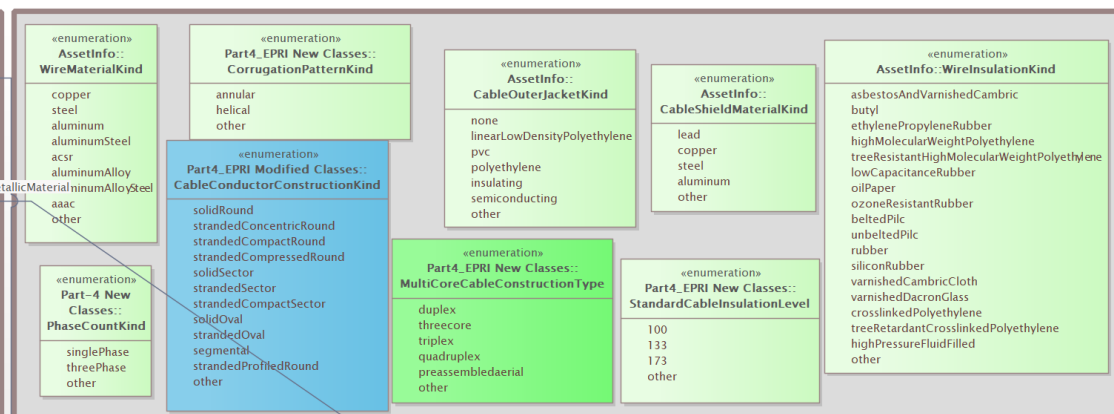 «enumeration»
AssetInfo::
WireMaterialKind
copper
steel
aluminum
aluminumSteel
acsr
aluminumAlloy
aluminumAlloySteel
aaac
other
etallicMaterial
«enumeration»
Part4_EPRI New Classes::
CorrugationPatternKind
annular
helical
other
«enumeration»
AssetInfo::
CableOuterJacketKind
none
linearLowDensityPolyethylene
pvc
polyethylene
insulating
semiconducting
other
«enumeration»
AssetInfo::
CableShieldMaterialKind
lead
copper
steel
aluminum
other
«enumeration»
AssetInfo::WireInsulationKind
asbestosAndVarnishedCambric
butyl
ethylenePropyleneRubber
highMolecularWeightPolyethylene
treeResistantHighMolecularWeightPolyethylene
lowCapacitanceRubber
oilPaper
ozoneResistantRubber
beltedPilc
unbeltedPilc
rubber
siliconRubber
varnishedCambricCloth
varnishedDacronGlass
crosslinkedPolyethylene
treeRetardantCrosslinkedPolyethylene
highPressureFluidFilled
other
«enumeration»
Part4_EPRI Modified Classes::
CableConductorConstructionKind
solidRound
strandedConcentricRound
strandedCompactRound
strandedCompressedRound
solidSector
strandedSector
strandedCompactSector
solidOval
strandedOval
segmental
strandedProfiledRound
other
«enumeration»
Part-4 New
Classes::
PhaseCountKind
singlePhase
threePhase
other
«enumeration»
Part4_EPRI New Classes::
MultiCoreCableConstructionType
duplex
threecore
triplex
quadruplex
preassembledaerial
other
«enumeration»
Part4_EPRI New Classes::
StandardCableInsulationLevel
100
133
173
other